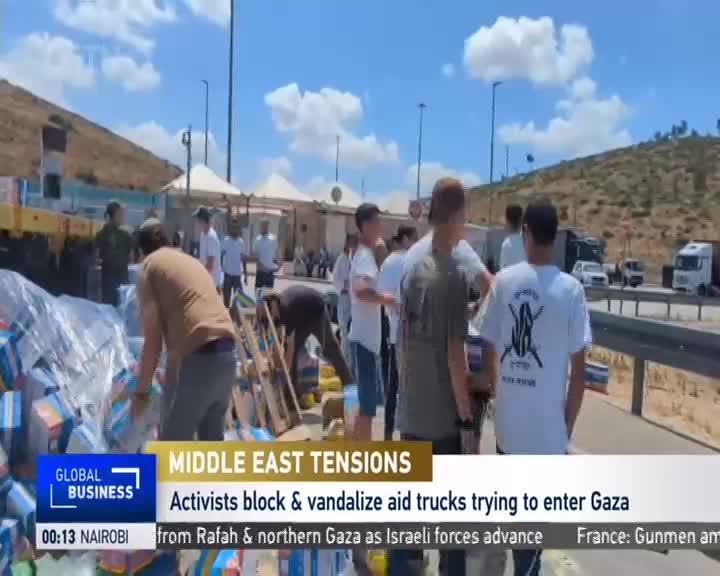 GLOBAL
BUSINESS
MIDDLE EAST TENSIONS
Activists block & vandalize aid trucks trying to enter Gaza
00:13 NAIROBI
from Rafah & northern Gaza as Israeli forces advance France: Gunmen am